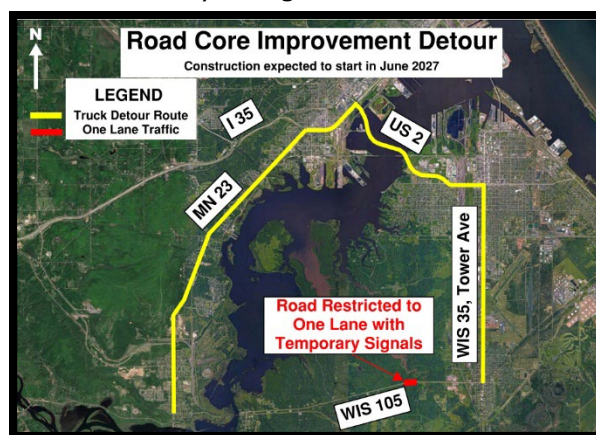 Road Core Improvement Detour
Construction expected to start in June 2027
N
LEGEND
Truck Detour Route
One Lane Traffic
I 35
US 2
MN 23
WIS 35, Tower Ave
Road Restricted to
One Lane with
Temporary Signals
WIS 105